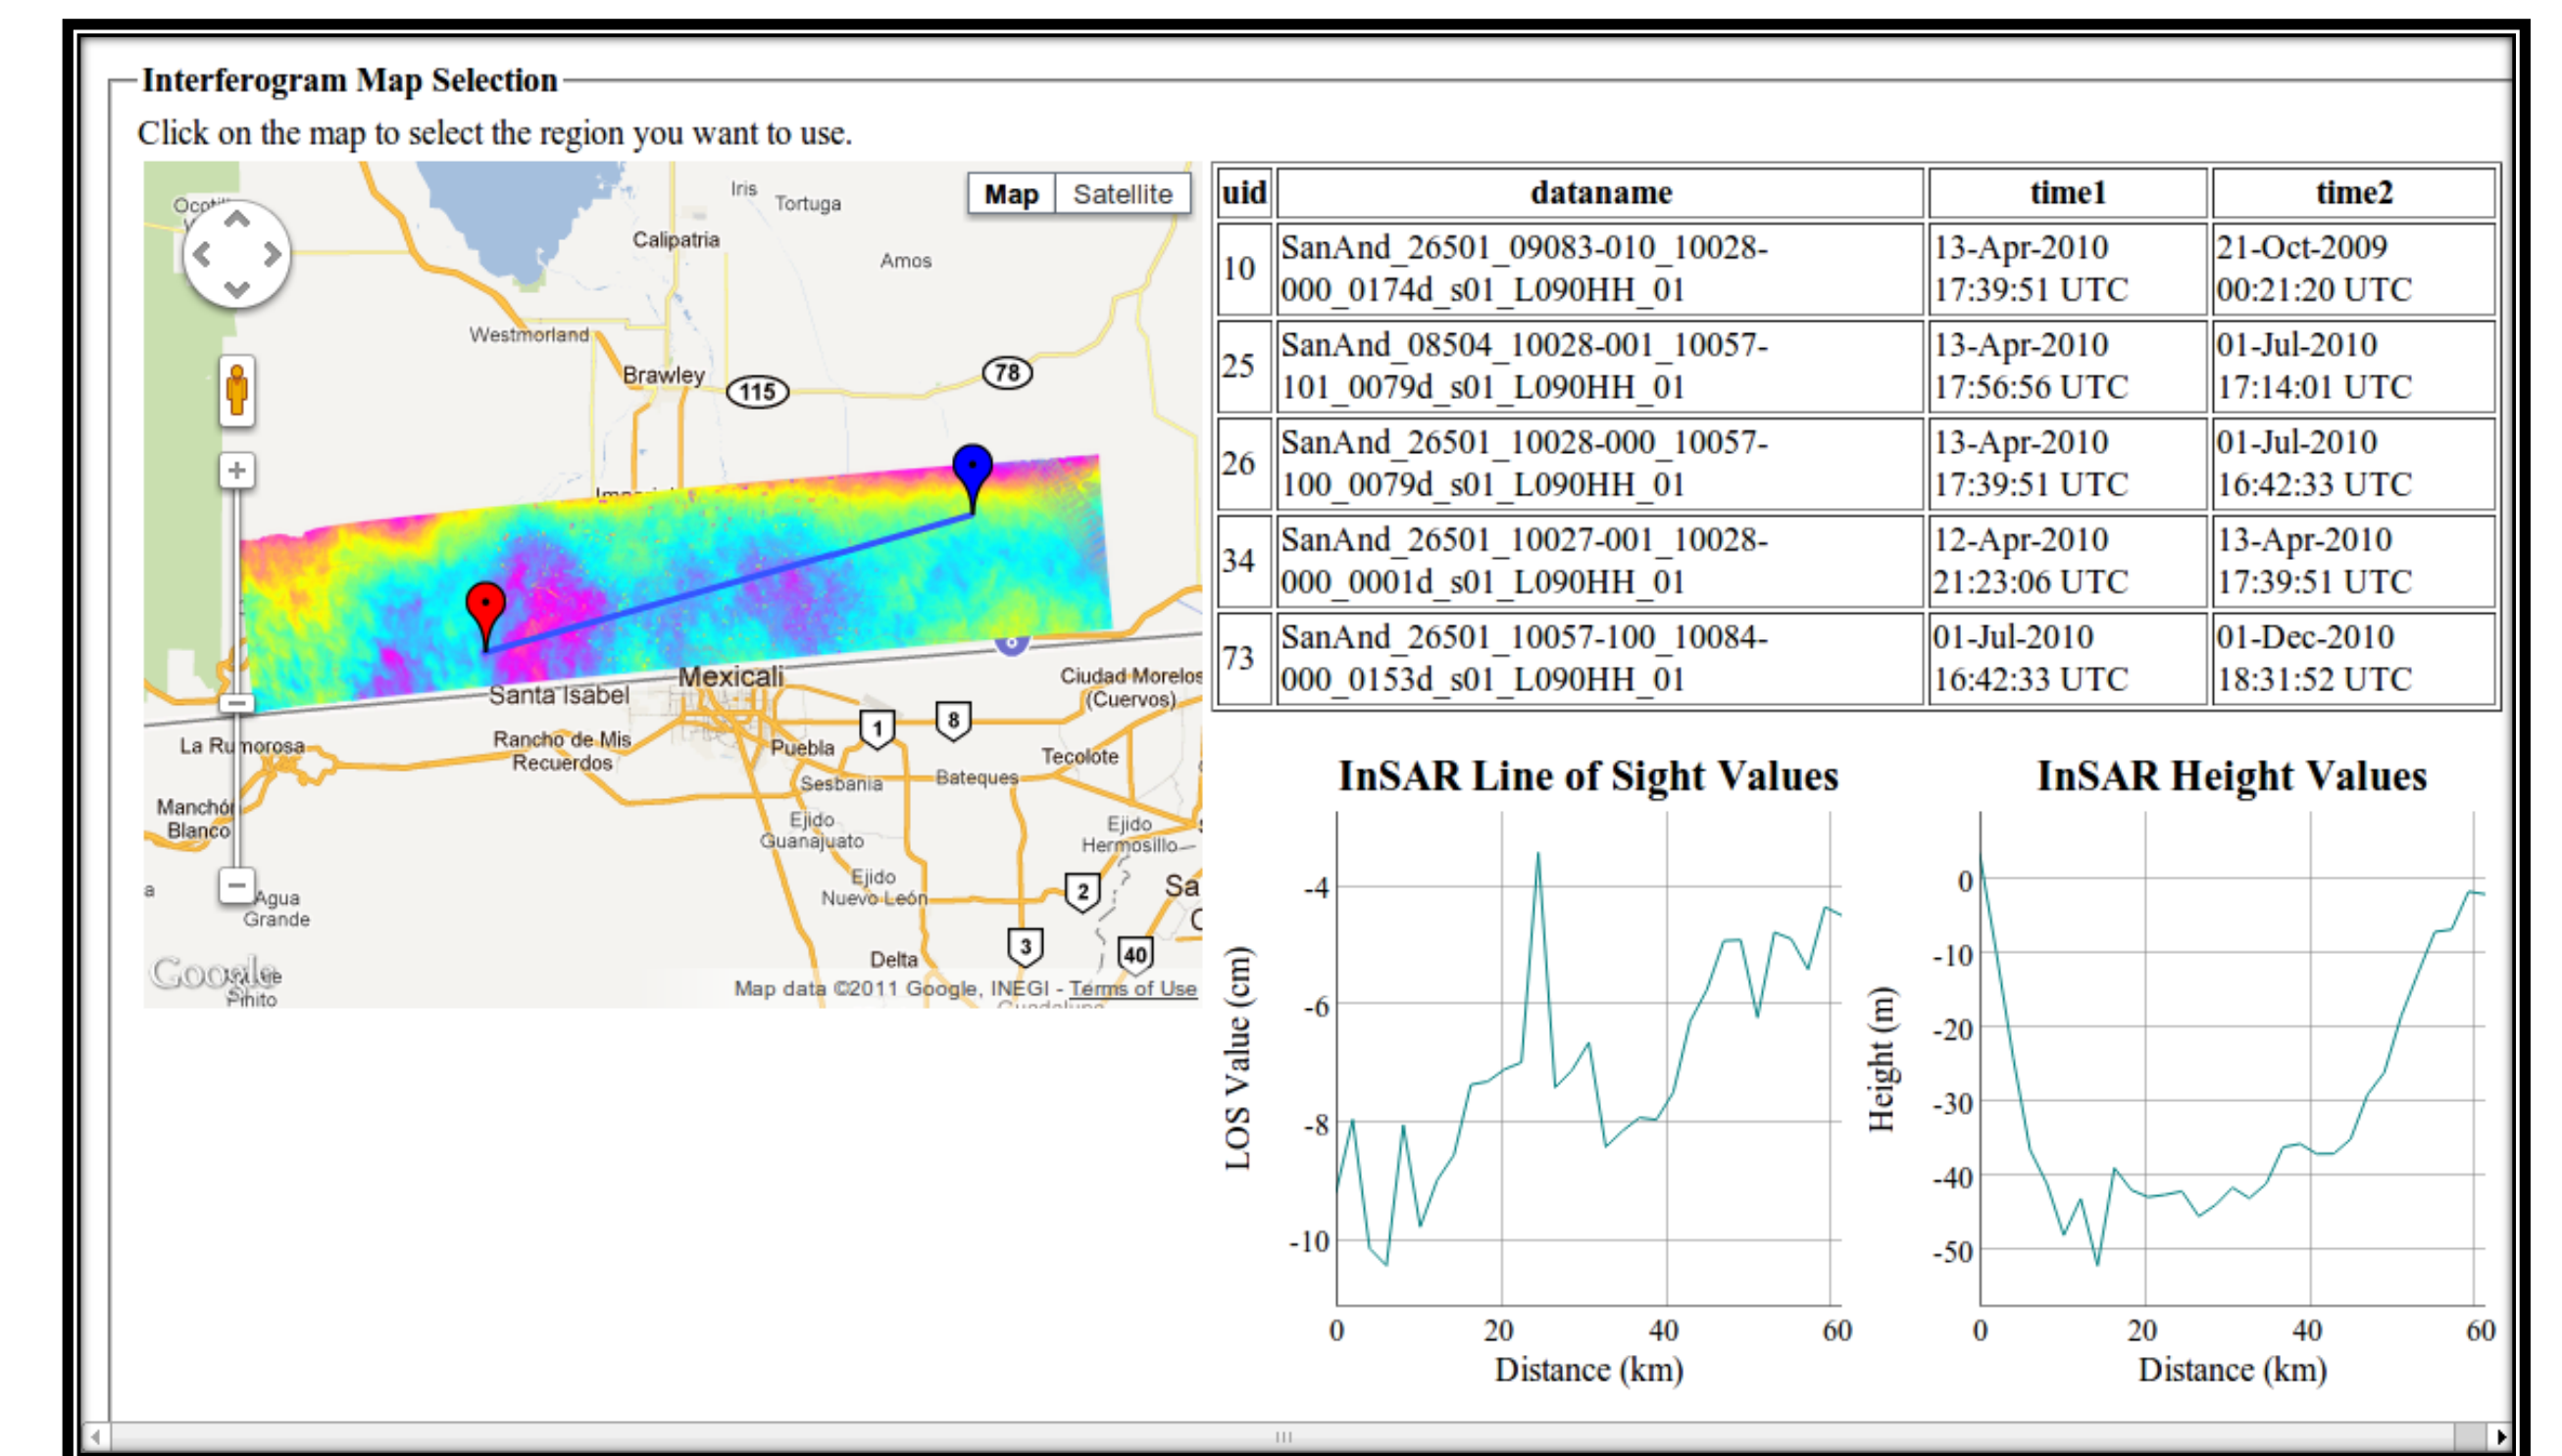 Interferogram Map Selection
Click on the map to select the region you want to use.
Iris
Tortuga
Map
Satellite
Calipatria
Amos
Westmorland
Brawley
115
78
Mexicali
Santa Isabel
Ciudad Morelos
(Cuervos)
1
8
La Rumorosa
Rancho de Mis
Recuerdos
Puebla
Tecolote
Sesbania
Bateques
Manchón
Blanco
Ejido
Guanajuato
Ejido
Hermosillo
Ejido
Nuevo León
2
Sa
a
Agua
Grande
3
40
Delta
Google
Pinito
Map data ©2011 Google, INEGI - Terms of Use
uid dataname time1 time2
10 SanAnd_26501_09083-010_10028- 13-Apr-2010 21-Oct-2009
000_0174d_s01_L090HH_01 17:39:51 UTC 00:21:20 UTC
25 SanAnd_08504_10028-001_10057- 13-Apr-2010 01-Jul-2010
101_0079d_s01_L090HH_01 17:56:56 UTC 17:14:01 UTC
26 SanAnd_26501_10028-000_10057- 13-Apr-2010 01-Jul-2010
100_0079d_s01_L090HH_01 17:39:51 UTC 16:42:33 UTC
34 SanAnd_26501_10027-001_10028- 12-Apr-2010 13-Apr-2010
000_0001d_s01_L090HH_01 21:23:06 UTC 17:39:51 UTC
73 SanAnd_26501_10057-100_10084- 01-Jul-2010 01-Dec-2010
000_0153d_s01_L090HH_01 16:42:33 UTC 18:31:52 UTC
InSAR Line of Sight Values
-4
-6
-8
-10
LOS Value (cm)
0 20 40 60
Distance (km)
InSAR Height Values
0
-10
-20
-30
-40
-50
Height (m)
0 20 40 60
Distance (km)